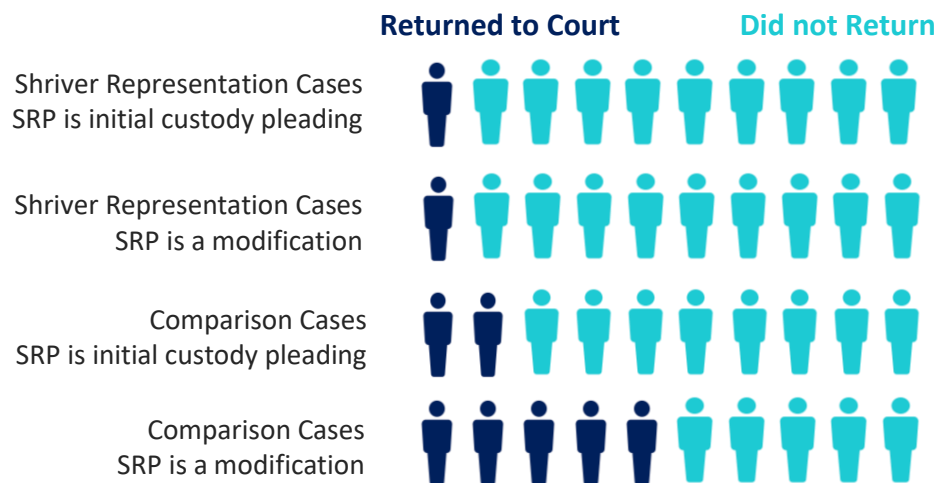 Returned to Court Did not Return
Shriver Representation Cases
SRP is initial custody pleading
Shriver Representation Cases
SRP is a modification
Comparison Cases
SRP is initial custody pleading
Comparison Cases
SRP is a modification